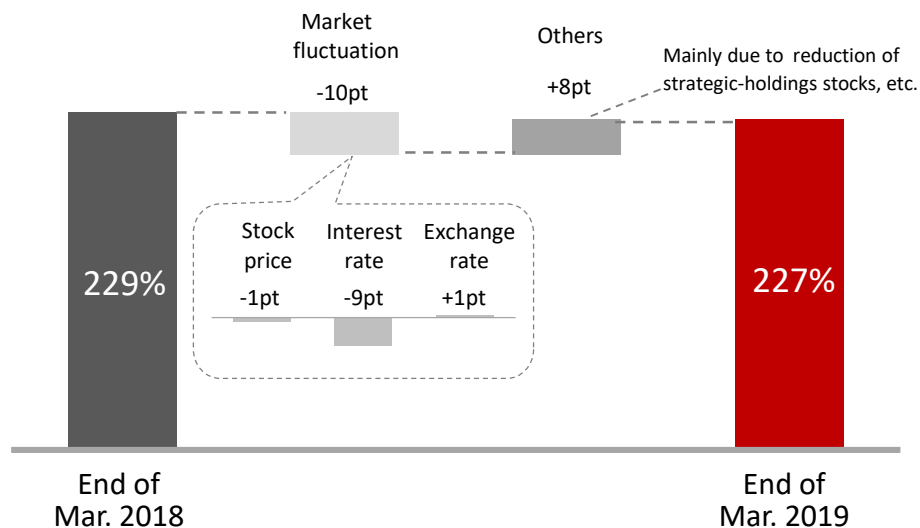 Market
fluctuation
-10pt
Others
+8pt
Mainly due to reduction of
strategic-holdings stocks, etc.
Stock
price
-1pt
Interest
rate
-9pt
Exchange
rate
+1pt
229%
227%
End of
Mar. 2018
End of
Mar. 2019